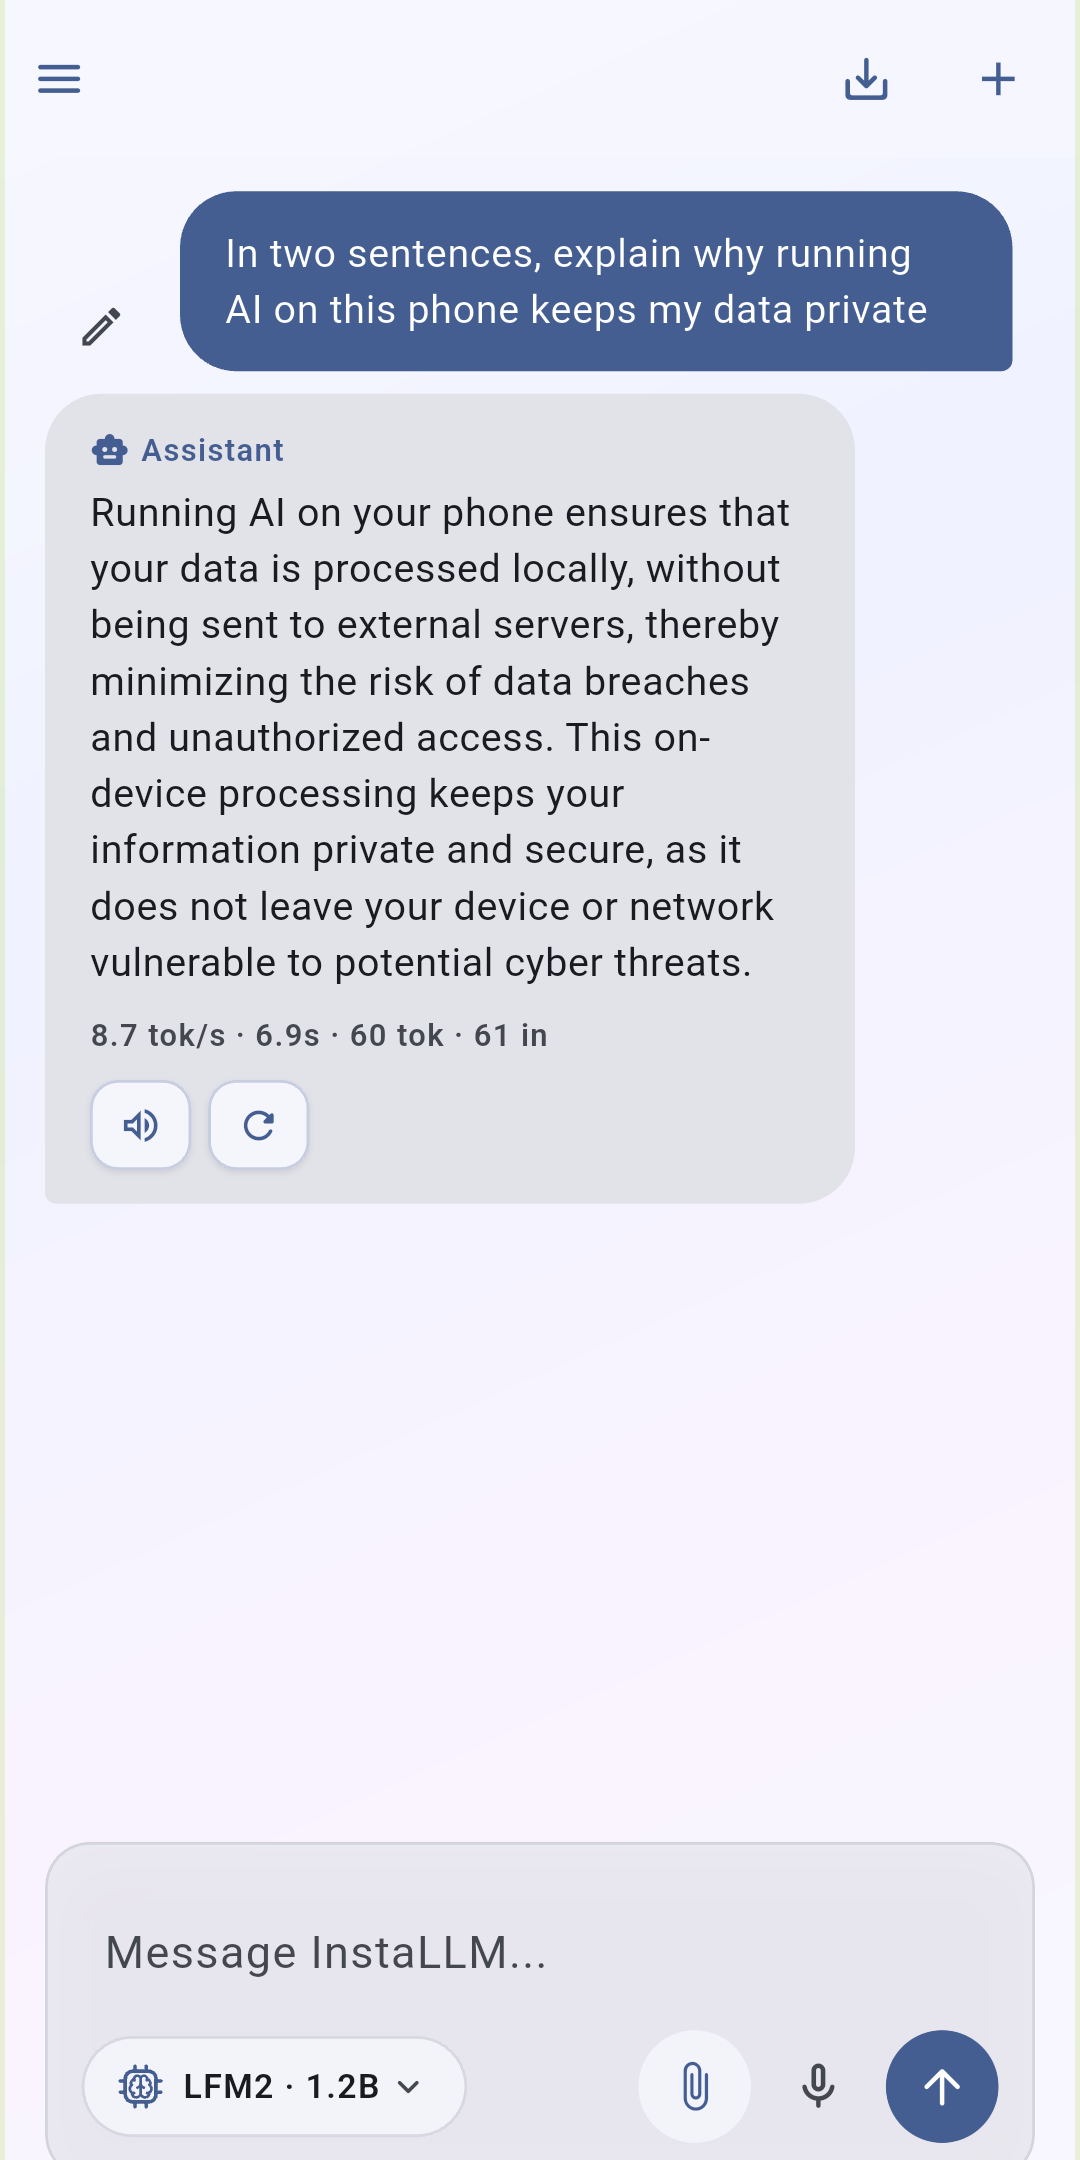 In two sentences, explain why running
AI on this phone keeps my data private
Assistant
Running AI on your phone ensures that
your data is processed locally, without
being sent to external servers, thereby
minimizing the risk of data breaches
and unauthorized access. This on-
device processing keeps your
information private and secure, as it
does not leave your device or network
vulnerable to potential cyber threats.
8.7 tok/s · 6.9s · 60 tok · 61 in
Message InstaLLM...
LFM2 · 1.2B